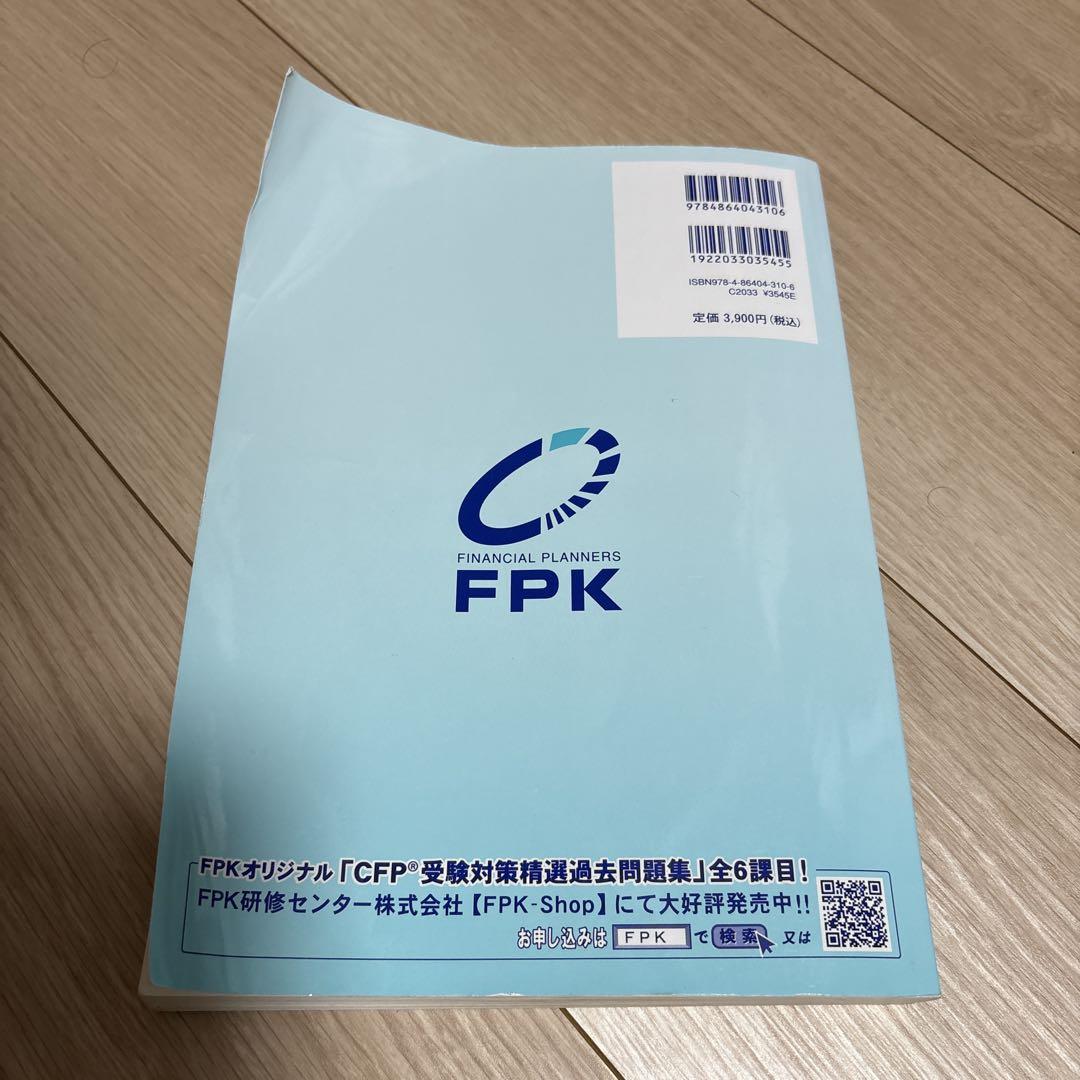 9784864043106
1922033035455
ISBN978-4-86404-310-6
C2033 ¥3545E
定価 3,900円(税込)
FINANCIAL PLANNERS
FPK
FPKオリジナル「CFP®受験対策精選過去問題集」全6課目!
FPK研修センター株式会社【FPK-Shop】にて大好評発売中!!
お申し込みは FPK で 検索 又は